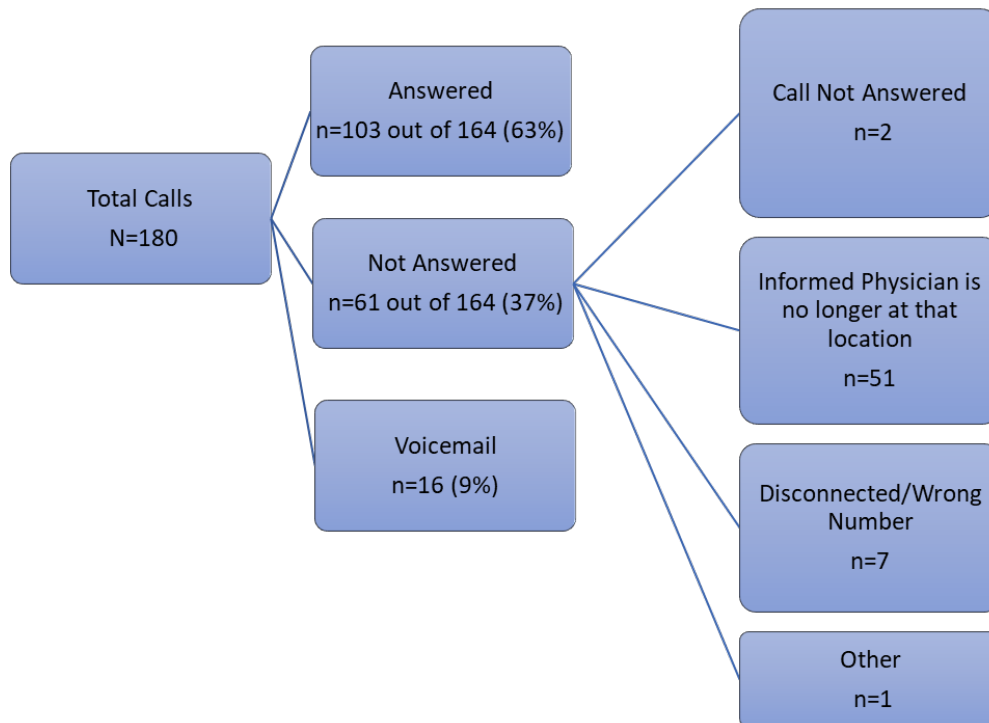 Total Calls
N=180
Answered
n=103 out of 164 (63%)
Not Answered
n=61 out of 164 (37%)
Voicemail
n=16 (9%)
Call Not Answered
n=2
Informed Physician is
no longer at that
location
n=51
Disconnected/Wrong
Number
n=7
Other
n=1